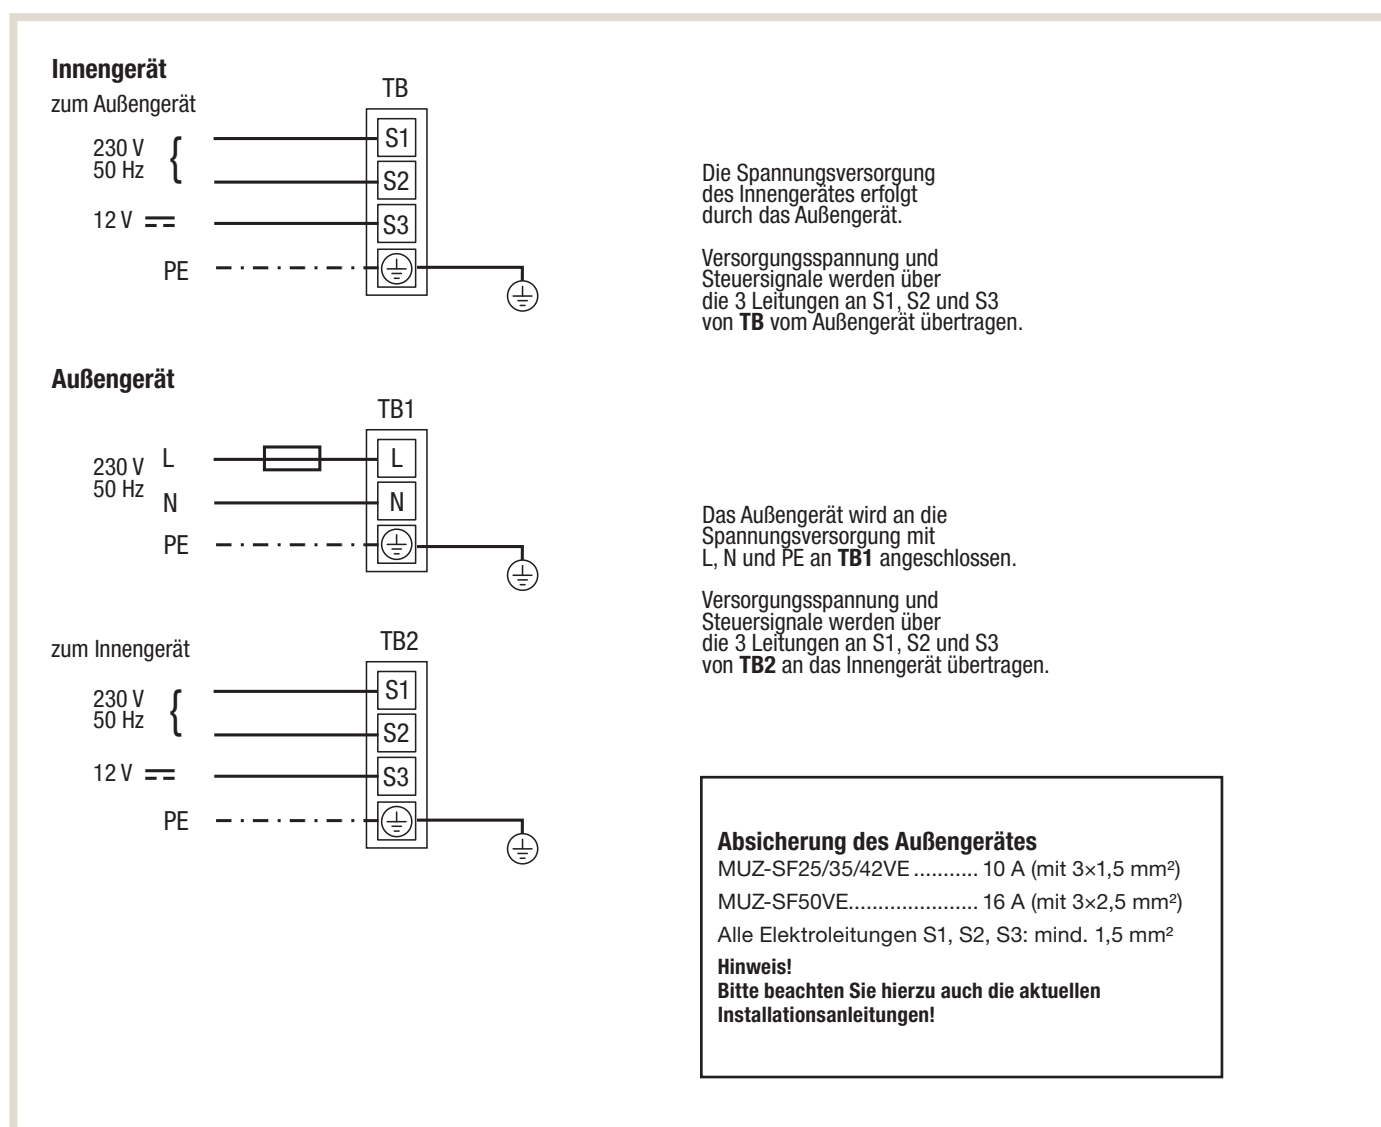 Innengerät
zum Außengerät
TB
230 V
50 Hz
S1
S2
12 V
S3
PE
Die Spannungsversorgung
des Innengerätes erfolgt
durch das Außengerät.
Versorgungsspannung und
Steuersignale werden über
die 3 Leitungen an S1, S2 und S3
von TB vom Außengerät übertragen.
Außengerät
TB1
230 V
50 Hz
L
L
N
N
PE
Das Außengerät wird an die
Spannungsversorgung mit
L, N und PE an TB1 angeschlossen.
Versorgungsspannung und
Steuersignale werden über
die 3 Leitungen an S1, S2 und S3
von TB2 an das Innengerät übertragen.
zum Innengerät
TB2
230 V
50 Hz
S1
S2
12 V
S3
PE
Absicherung des Außengerätes
MUZ-SF25/35/42VE ........... 10 A (mit 3×1,5 mm²)
MUZ-SF50VE...................... 16 A (mit 3×2,5 mm²)
Alle Elektroleitungen S1, S2, S3: mind. 1,5 mm²
Hinweis!
Bitte beachten Sie hierzu auch die aktuellen
Installationsanleitungen!